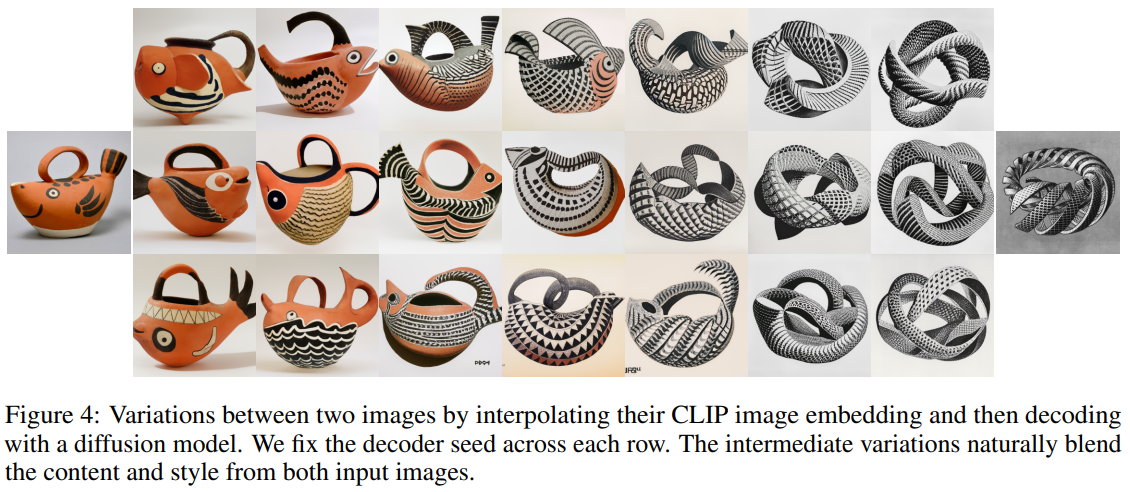 Figure 4: Variations between two images by interpolating their CLIP image embedding and then decoding
with a diffusion model. We fix the decoder seed across each row. The intermediate variations naturally blend
the content and style from both input images.